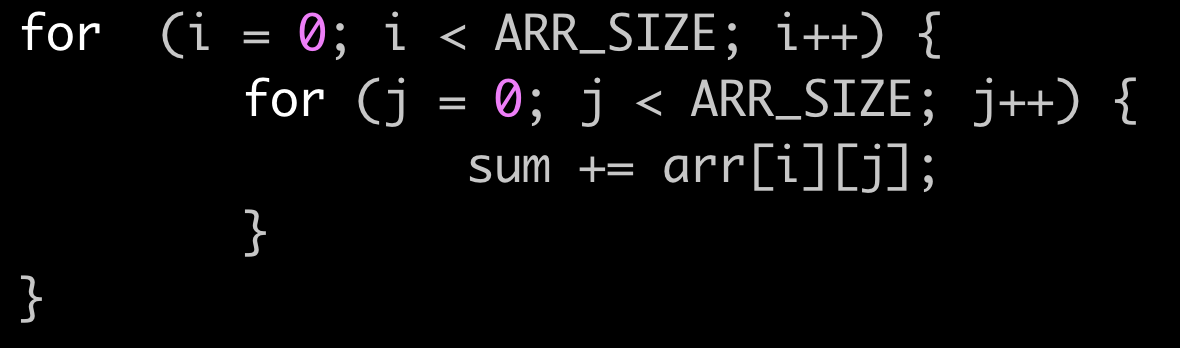 for  (i = 0; i < ARR_SIZE; i++) {
        for (j = 0; j < ARR_SIZE; j++) {
                sum += arr[i][j];
        }
}